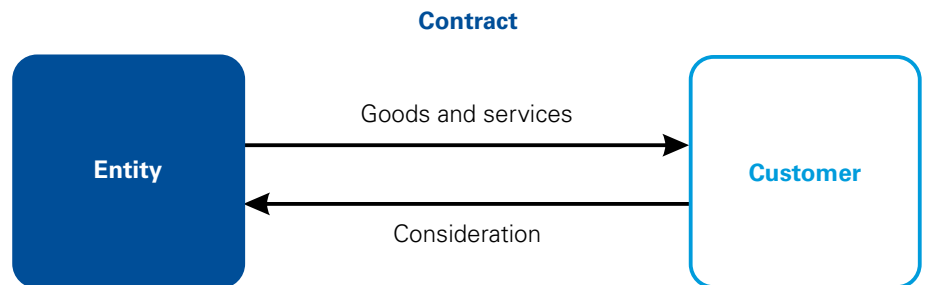 Contract
Goods and services
Entity
Customer
Consideration